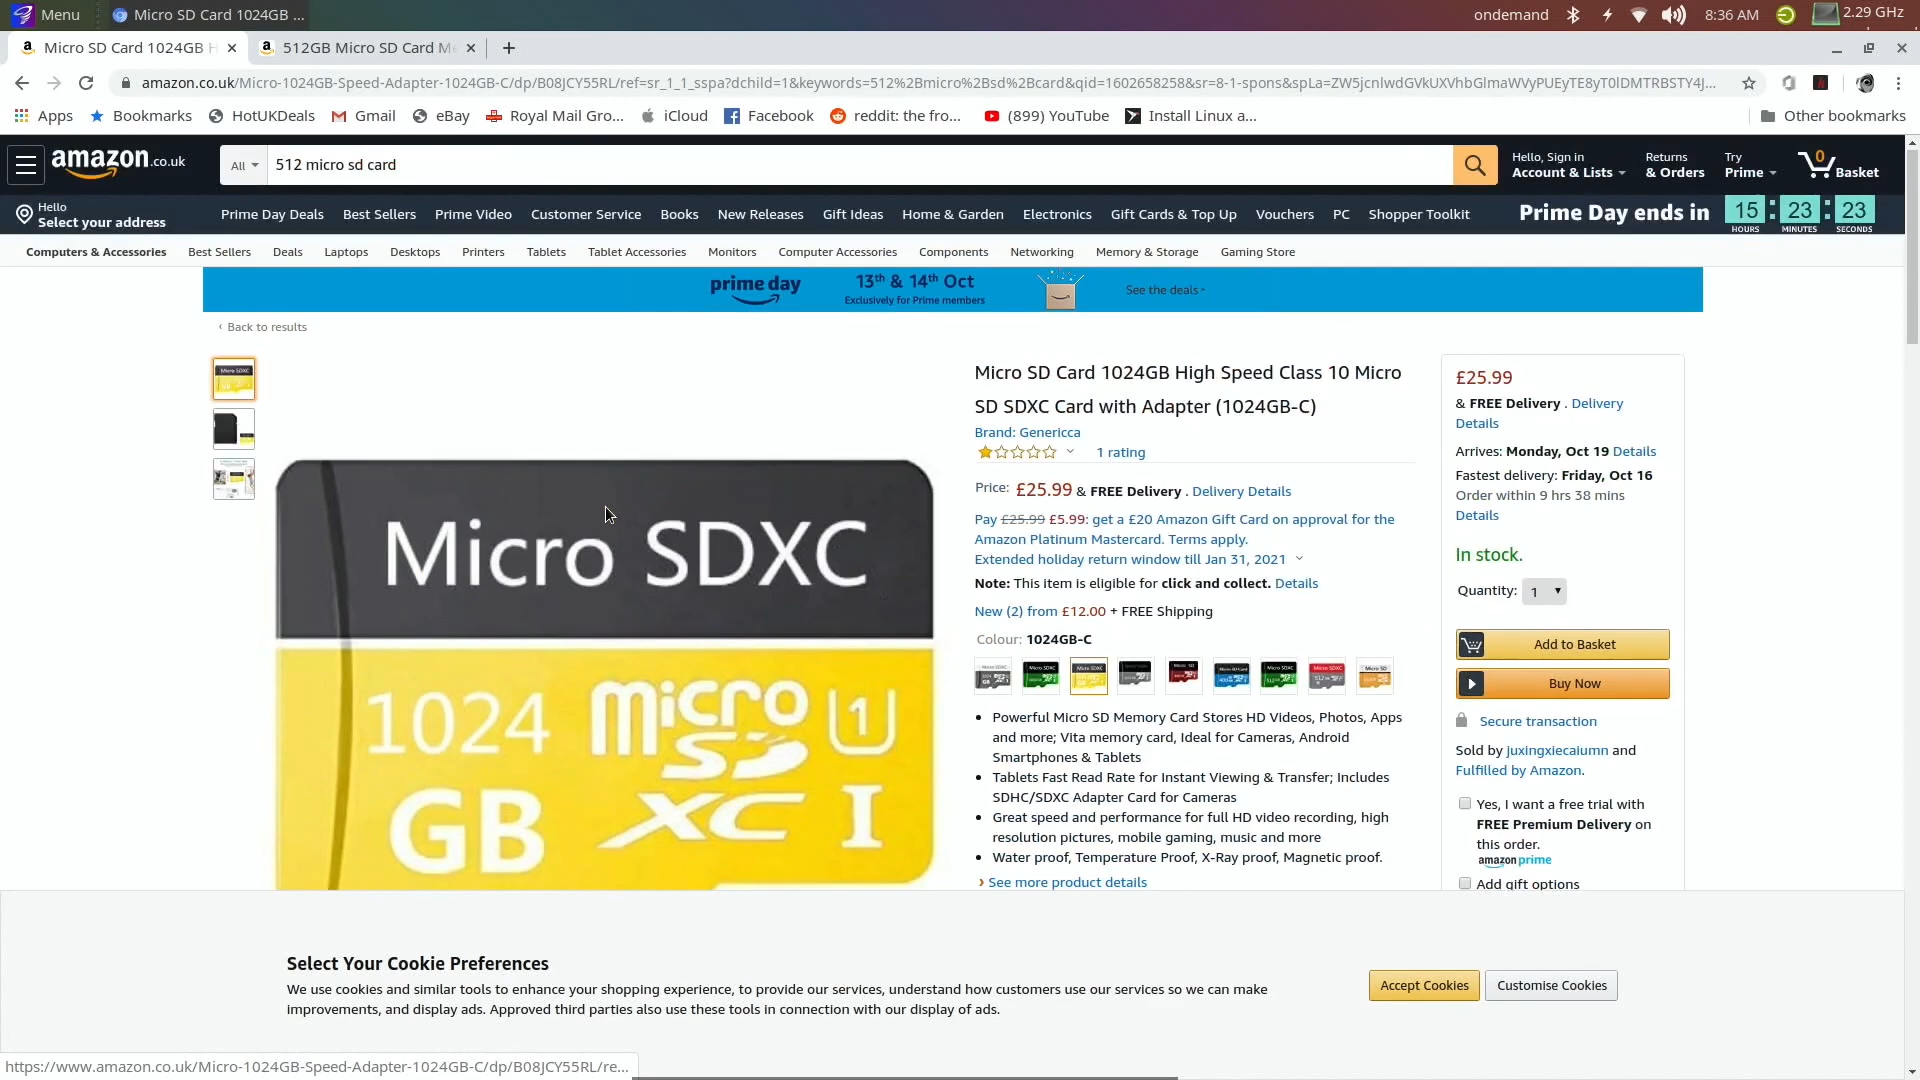 Menu
Micro SD Card 1024GB ...
ondemand
8:36 AM
2.29 GHz
Micro SD Card 1024GB H
512GB Micro SD Card Me
amazon.co.uk/Micro-1024GB-Speed-Adapter-1024GB-C/dp/B08JCY55RL/ref=sr_1_1_sspa?dchild=1&keywords=512%2Bmicro%2Bsd%2Bcard&qid=1602658258&sr=8-1-spons&spLa=ZW5jcnlwdGVkUXVhbGlmaWVyPUEyTE8yT0lDMTRBSTY4J...
Apps
Bookmarks
HotUKDeals
Gmail
eBay
Royal Mail Gro...
iCloud
Facebook
reddit: the fro...
(899) YouTube
Install Linux a...
Other bookmarks
amazon.co.uk
All
512 micro sd card
Hello, Sign in
Account & Lists
Returns
& Orders
Try
Prime
0
Basket
Hello
Select your address
Prime Day Deals
Best Sellers
Prime Video
Customer Service
Books
New Releases
Gift Ideas
Home & Garden
Electronics
Gift Cards & Top Up
Vouchers
PC
Shopper Toolkit
Prime Day ends in
15 : 23 : 23
HOURS MINUTES SECONDS
Computers & Accessories
Best Sellers
Deals
Laptops
Desktops
Printers
Tablets
Tablet Accessories
Monitors
Computer Accessories
Components
Networking
Memory & Storage
Gaming Store
prime day
13th & 14th Oct
Exclusively for Prime members
See the deals
‹ Back to results
Micro SDXC
1024
GB
micro SD
XC I
U 1
Micro SD Card 1024GB High Speed Class 10 Micro
SD SDXC Card with Adapter (1024GB-C)
Brand: Genericca
1 rating
Price: £25.99 & FREE Delivery . Delivery Details
Pay £25.99 £5.99: get a £20 Amazon Gift Card on approval for the
Amazon Platinum Mastercard. Terms apply.
Extended holiday return window till Jan 31, 2021
Note: This item is eligible for click and collect. Details
New (2) from £12.00 + FREE Shipping
Colour: 1024GB-C
• Powerful Micro SD Memory Card Stores HD Videos, Photos, Apps
and more; Vita memory card, Ideal for Cameras, Android
Smartphones & Tablets
• Tablets Fast Read Rate for Instant Viewing & Transfer; Includes
SDHC/SDXC Adapter Card for Cameras
• Great speed and performance for full HD video recording, high
resolution pictures, mobile gaming, music and more
• Water proof, Temperature Proof, X-Ray proof, Magnetic proof.
› See more product details
£25.99
& FREE Delivery . Delivery
Details
Arrives: Monday, Oct 19 Details
Fastest delivery: Friday, Oct 16
Order within 9 hrs 38 mins
Details
In stock.
Quantity: 1
Add to Basket
Buy Now
Secure transaction
Sold by juxingxiecaiumn and
Fulfilled by Amazon.
Yes, I want a free trial with
FREE Premium Delivery on
this order.
amazon prime
Add gift options
Select Your Cookie Preferences
We use cookies and similar tools to enhance your shopping experience, to provide our services, understand how customers use our services so we can make
improvements, and display ads. Approved third parties also use these tools in connection with our display of ads.
Accept Cookies
Customise Cookies
https://www.amazon.co.uk/Micro-1024GB-Speed-Adapter-1024GB-C/dp/B08JCY55RL/re...